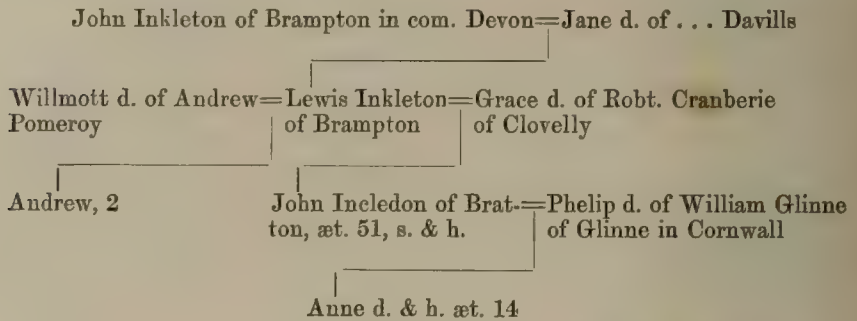 John Inkleton of Brampton in com. Devon=Jane d. of . . . Davills
Willmott d. of Andrew=Lewis Inkleton=Grace d. of Robt. Cranberie
Pomeroy of Brampton of Clovelly
Andrew, 2 John Incledon of Brat-=Phelip d. of William Glinne
ton, æt. 51, s. & h. of Glinne in Cornwall
Anne d. & h. æt. 14